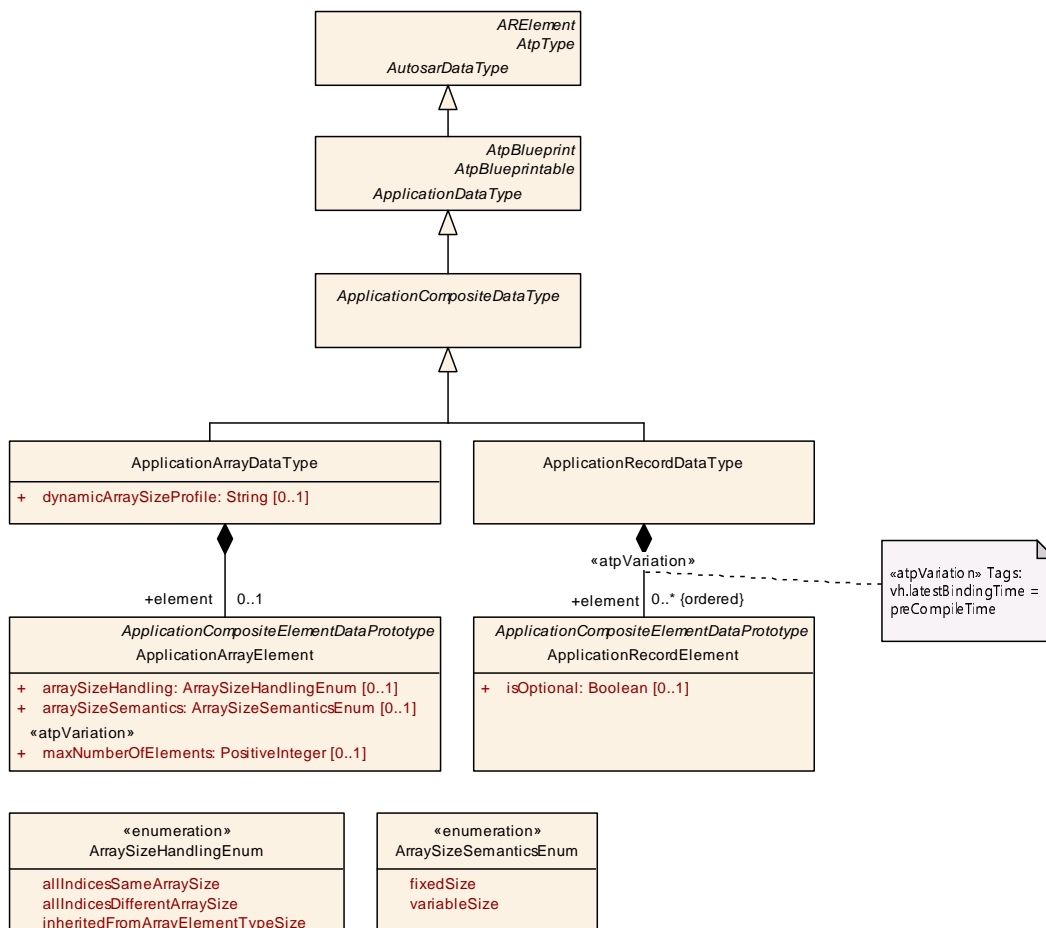 ARElement
AtpType
AutosarDataType
AtpBlueprint
AtpBlueprintable
ApplicationDataType
ApplicationCompositeDataType
ApplicationArrayDataType
+ dynamicArraySizeProfile: String [0..1]
ApplicationRecordDataType
«atpVariation»
«atpVariation» Tags:
vh.latestBindingTime =
preCompileTime
+element 0..1
+element 0..* {ordered}
ApplicationCompositeElementDataPrototype
ApplicationArrayElement
+ arraySizeHandling: ArraySizeHandlingEnum [0..1]
+ arraySizeSemantics: ArraySizeSemanticsEnum [0..1]
«atpVariation»
+ maxNumberOfElements: PositiveInteger [0..1]
ApplicationCompositeElementDataPrototype
ApplicationRecordElement
+ isOptional: Boolean [0..1]
«enumeration»
ArraySizeHandlingEnum
allIndicesSameArraySize
allIndicesDifferentArraySize
inheritedFromArrayElementTypeSize
«enumeration»
ArraySizeSemanticsEnum
fixedSize
variableSize